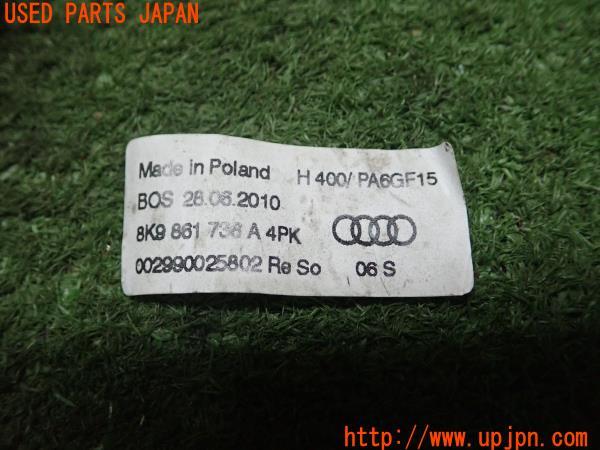 USED PARTS JAPAN
Made in Poland H 400/ PA6GF15
BOS 28.06.2010
8K9 861 736 A 4PK
002990025802 Re So 06 S
http://www.upjpn.com/